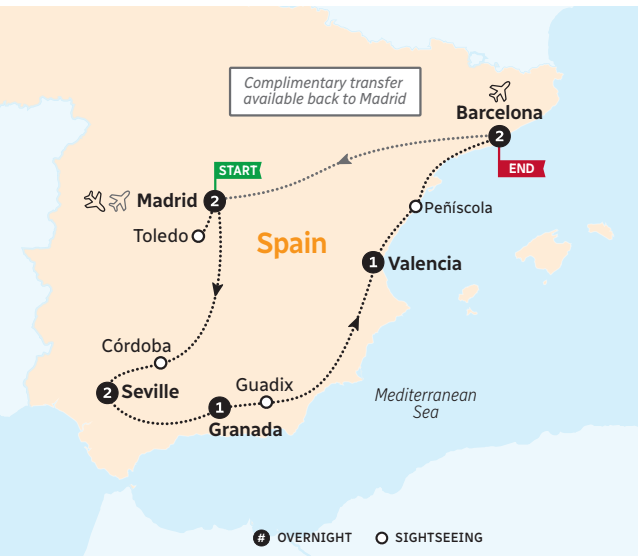 Complimentary transfer
available back to Madrid
Barcelona
2
END
START
Madrid
2
Toledo
Peñíscola
Spain
1
Valencia
Córdoba
2
Seville
Guadix
1
Granada
Mediterranean
Sea
# OVERNIGHT
SIGHTSEEING